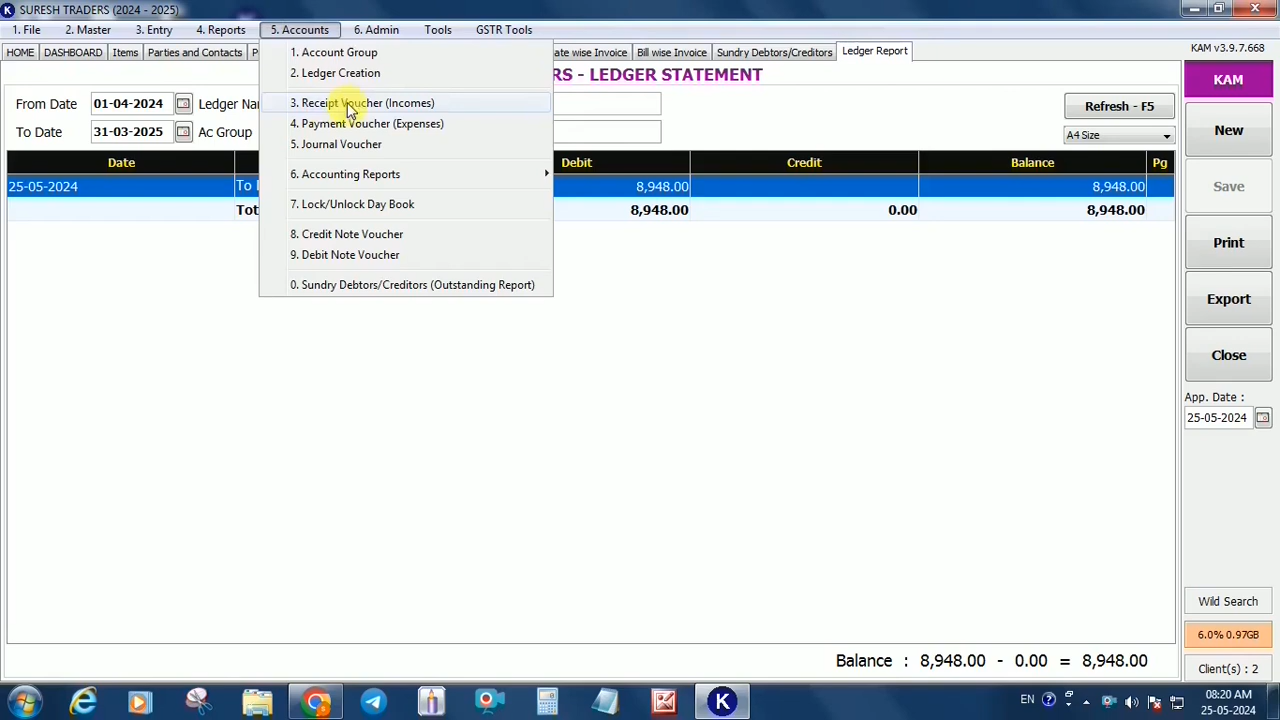 SURESH TRADERS (2024 - 2025)
1. File 2. Master 3. Entry 4. Reports 5. Accounts 6. Admin Tools GSTR Tools
HOME DASHBOARD Items Parties and Contacts ate wise Invoice Bill wise Invoice Sundry Debtors/Creditors Ledger Report
KAM v3.9.7.668
RS - LEDGER STATEMENT
From Date 01-04-2024 Ledger Na
To Date 31-03-2025 Ac Group
Refresh - F5
A4 Size
Date Debit Credit Balance Pg
25-05-2024 To 8,948.00 8,948.00
Tot 8,948.00 0.00 8,948.00
1. Account Group
2. Ledger Creation
3. Receipt Voucher (Incomes)
4. Payment Voucher (Expenses)
5. Journal Voucher
6. Accounting Reports
7. Lock/Unlock Day Book
8. Credit Note Voucher
9. Debit Note Voucher
0. Sundry Debtors/Creditors (Outstanding Report)
KAM
New
Save
Print
Export
Close
App. Date :
25-05-2024
Wild Search
6.0% 0.97GB
Client(s) : 2
Balance : 8,948.00 - 0.00 = 8,948.00
EN
08:20 AM
25-05-2024